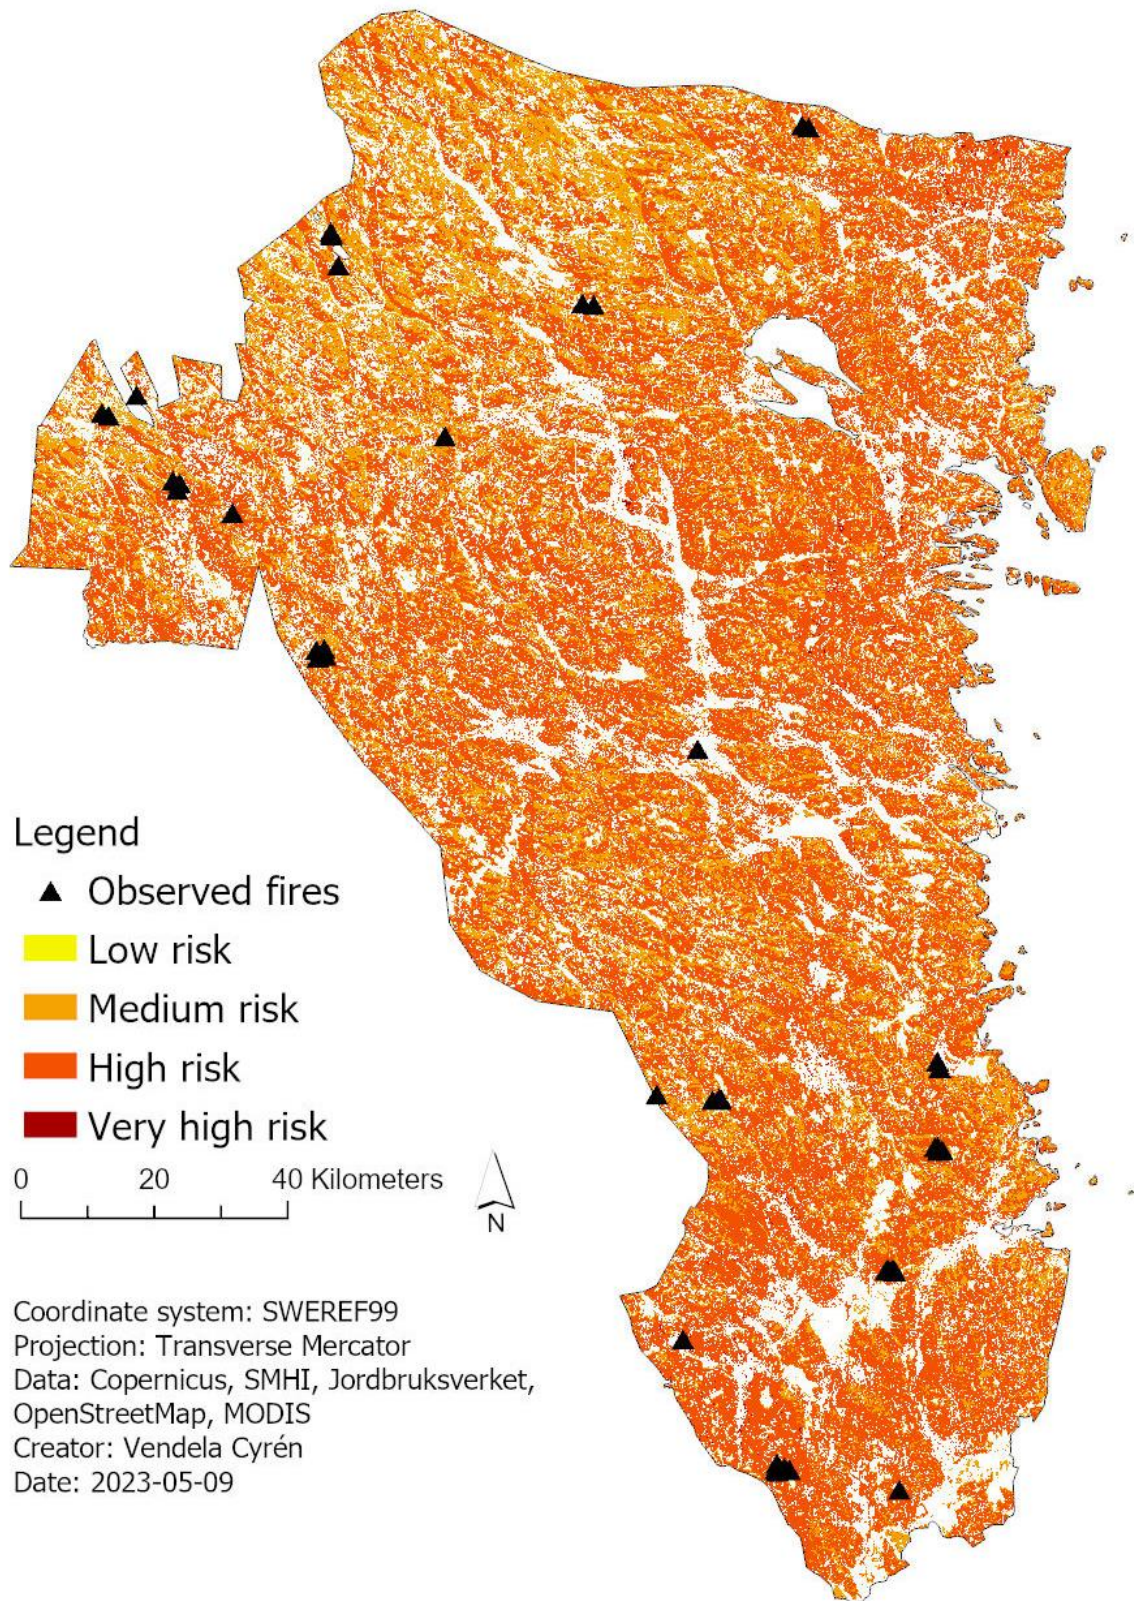 Legend
Observed fires
Low risk
Medium risk
High risk
Very high risk
0 20 40 Kilometers
N
Coordinate system: SWEREF99
Projection: Transverse Mercator
Data: Copernicus, SMHI, Jordbruksverket,
OpenStreetMap, MODIS
Creator: Vendela Cyrén
Date: 2023-05-09